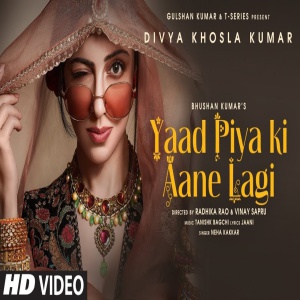 GULSHAN KUMAR & T-SERIES PRESENT
DIVYA KHOSLA KUMAR
BHUSHAN KUMAR'S
Yaad Piya ki
Aane Lagi
DIRECTED BY RADHIKA RAO & VINAY SAPRU
MUSIC TANISHK BAGCHI LYRICS JAANI
SINGER NEHA KAKKAR
HD VIDEO